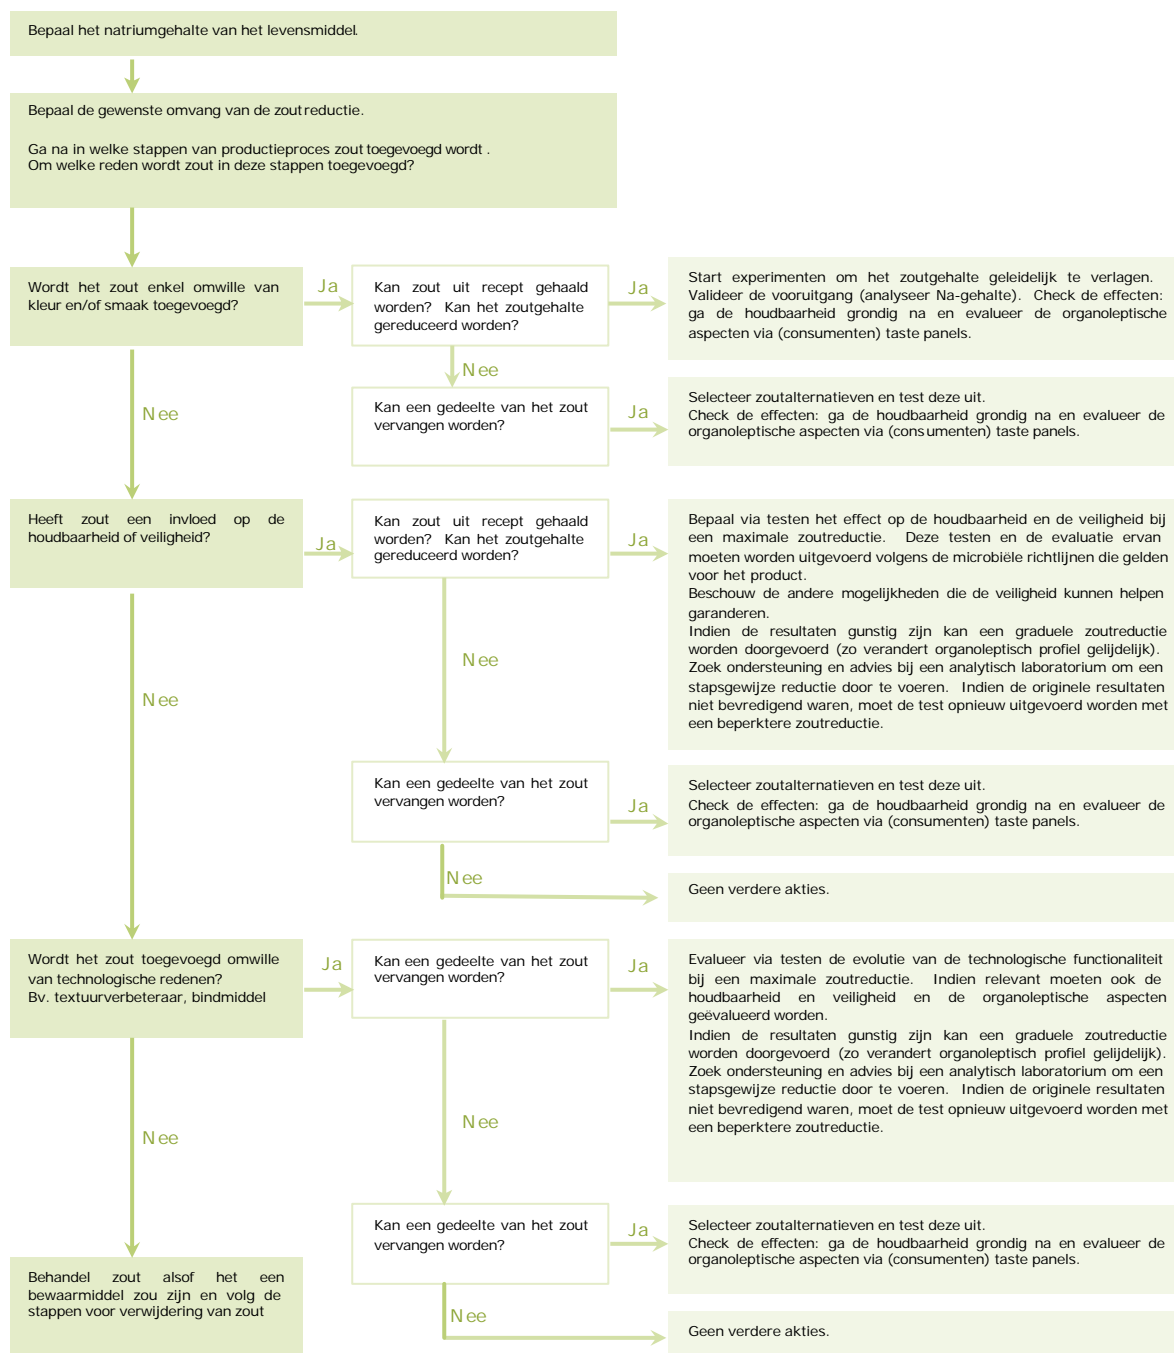 Bepaal het natriumgehalte van het levensmiddel.
Bepaal de gewenste omvang van de zoutreductie.
Ga na in welke stappen van productieproces zout toegevoegd wordt .
Om welke reden wordt zout in deze stappen toegevoegd?
Wordt het zout enkel omwille van
kleur en/of smaak toegevoegd?
Ja
Kan zout uit recept gehaald
worden? Kan het zoutgehalte
gereduceerd worden?
Ja
Start experimenten om het zoutgehalte geleidelijk te verlagen.
Valideer de vooruitgang (analyseer Na-gehalte). Check de effecten:
ga de houdbaarheid grondig na en evalueer de organoleptische
aspecten via (consumenten) taste panels.
Nee
Nee
Kan een gedeelte van het zout
vervangen worden?
Ja
Selecteer zoutalternatieven en test deze uit.
Check de effecten: ga de houdbaarheid grondig na en evalueer de
organoleptische aspecten via (consumenten) taste panels.
Heeft zout een invloed op de
houdbaarheid of veiligheid?
Ja
Kan zout uit recept gehaald
worden? Kan het zoutgehalte
gereduceerd worden?
Ja
Bepaal via testen het effect op de houdbaarheid en de veiligheid bij
een maximale zoutreductie. Deze testen en de evaluatie ervan
moeten worden uitgevoerd volgens de microbiële richtlijnen die gelden
voor het product.
Beschouw de andere mogelijkheden die de veiligheid kunnen helpen
garanderen.
Indien de resultaten gunstig zijn kan een graduele zoutreductie
worden doorgevoerd (zo verandert organoleptisch profiel gelijdelijk).
Zoek ondersteuning en advies bij een analytisch laboratorium om een
stapsgewijze reductie door te voeren. Indien de originele resultaten
niet bevredigend waren, moet de test opnieuw uitgevoerd worden met
een beperktere zoutreductie.
Nee
Nee
Kan een gedeelte van het zout
vervangen worden?
Ja
Selecteer zoutalternatieven en test deze uit.
Check de effecten: ga de houdbaarheid grondig na en evalueer de
organoleptische aspecten via (consumenten) taste panels.
Nee
Geen verdere akties.
Wordt het zout toegevoegd omwille
van technologische redenen?
Bv. textuurverbeteraar, bindmiddel
Ja
Kan een gedeelte van het zout
vervangen worden?
Ja
Evalueer via testen de evolutie van de technologische functionaliteit
bij een maximale zoutreductie. Indien relevant moeten ook de
houdbaarheid en veiligheid en de organoleptische aspecten
geëvalueerd worden.
Indien de resultaten gunstig zijn kan een graduele zoutreductie
worden doorgevoerd (zo verandert organoleptisch profiel gelijdelijk).
Zoek ondersteuning en advies bij een analytisch laboratorium om een
stapsgewijze reductie door te voeren. Indien de originele resultaten
niet bevredigend waren, moet de test opnieuw uitgevoerd worden met
een beperktere zoutreductie.
Nee
Nee
Kan een gedeelte van het zout
vervangen worden?
Ja
Selecteer zoutalternatieven en test deze uit.
Check de effecten: ga de houdbaarheid grondig na en evalueer de
organoleptische aspecten via (consumenten) taste panels.
Behandel zout alsof het een
bewaarmiddel zou zijn en volg de
stappen voor verwijdering van zout
Nee
Geen verdere akties.